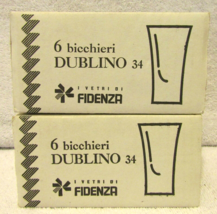 6 bicchieri
DUBLINO 34
I VETRI DI
FIDENZA
6 bicchieri
DUBLINO 34
I VETRI DI
FIDENZA